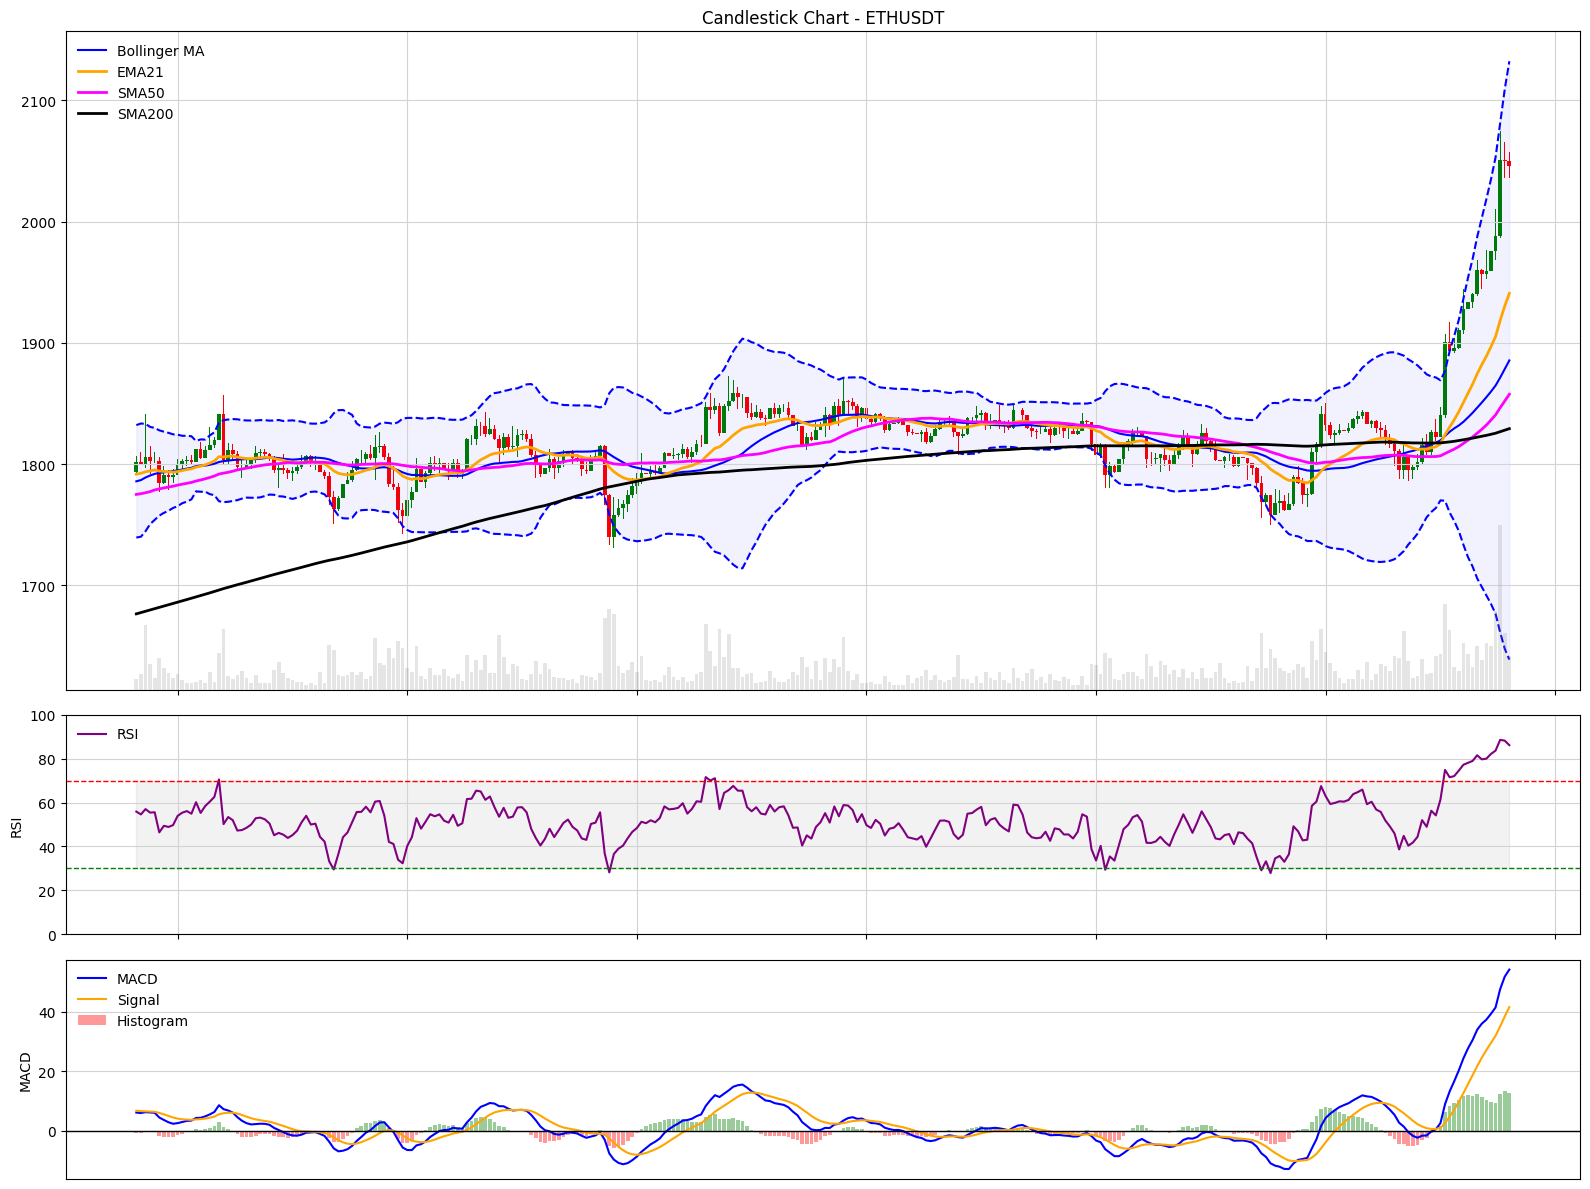 Candlestick Chart - ETHUSDT
Bollinger MA
EMA21
SMA50
SMA200
2100
2000
1900
1800
1700
RSI
100
80
60
40
20
0
RSI
MACD
Signal
Histogram
40
20
0
MACD